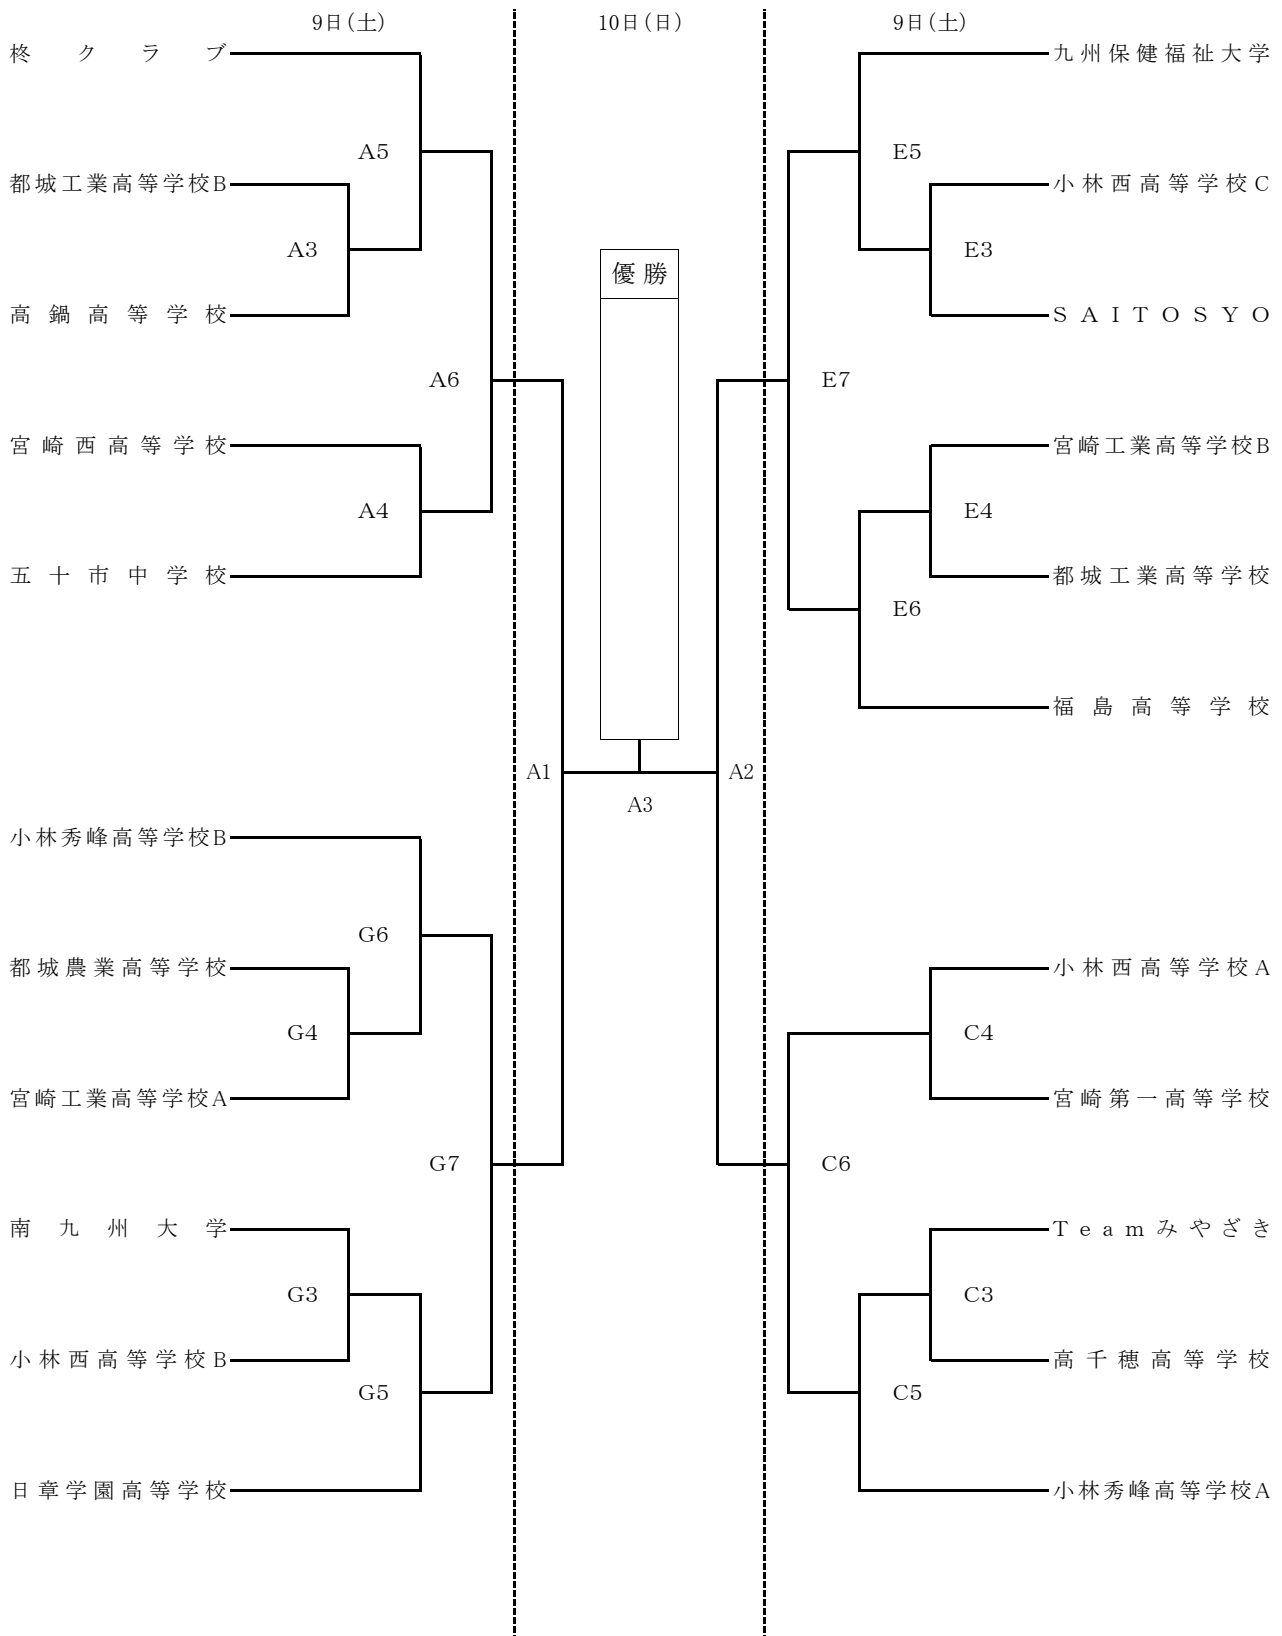 9日(土)
10日(日)
9日(土)
柊クラブ
九州保健福祉大学
A5
E5
都城工業高等学校B
小林西高等学校C
A3
E3
優勝
高鍋高等学校
SAITOSYO
A6
E7
宮崎西高等学校
宮崎工業高等学校B
A4
E4
五十市中学校
都城工業高等学校
E6
福島高等学校
A1
A2
A3
小林秀峰高等学校B
G6
都城農業高等学校
小林西高等学校A
G4
C4
宮崎工業高等学校A
宮崎第一高等学校
G7
C6
南九州大学
Teamみやざき
G3
C3
小林西高等学校B
高千穂高等学校
G5
C5
日章学園高等学校
小林秀峰高等学校A